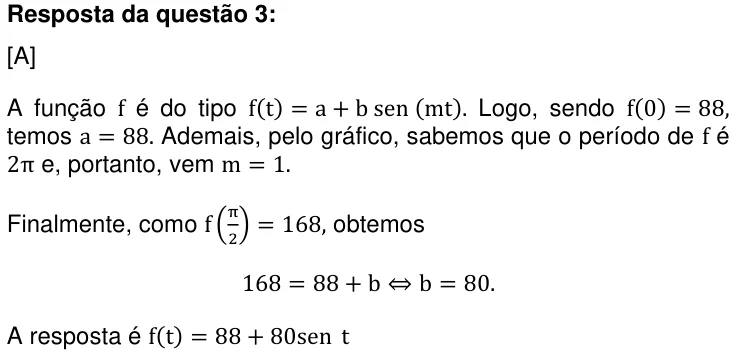 Resposta da questão 3:
[A]
A função f é do tipo f(t) = a + b sen (mt). Logo, sendo f(0) = 88,
temos a = 88. Ademais, pelo gráfico, sabemos que o período de f é
2π e, portanto, vem m = 1.
Finalmente, como f(π/2) = 168, obtemos
168 = 88 + b ⇔ b = 80.
A resposta é f(t) = 88 + 80sen t